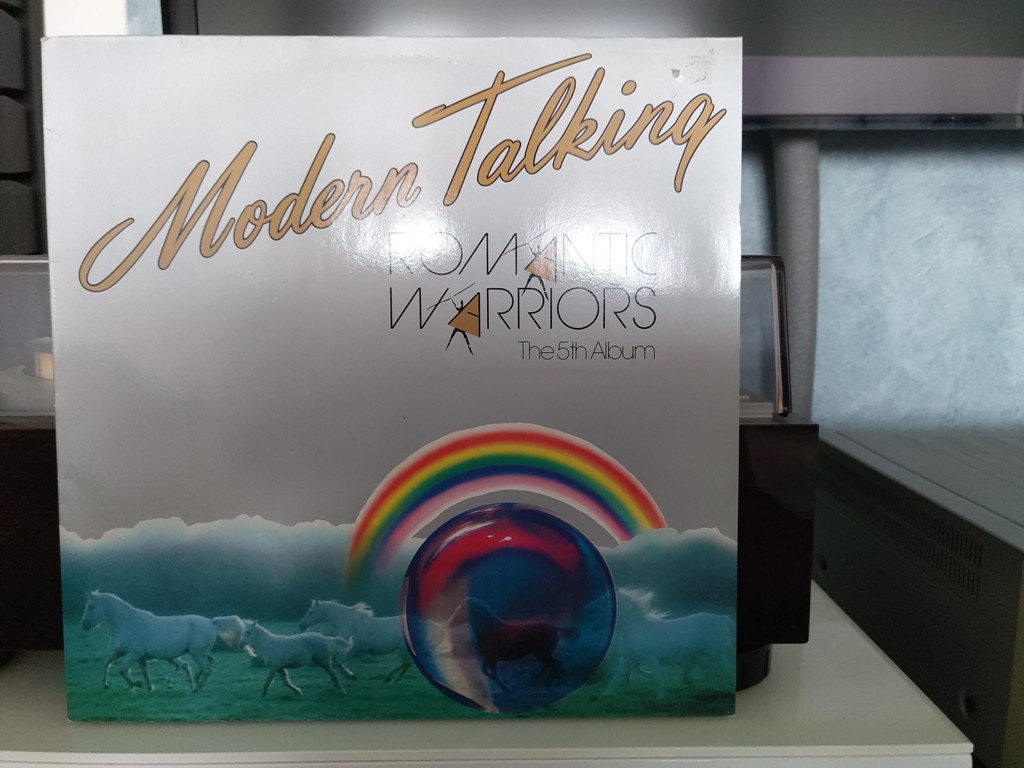 Modern Talking
ROMANTIC
WARRIORS
The 5th Album